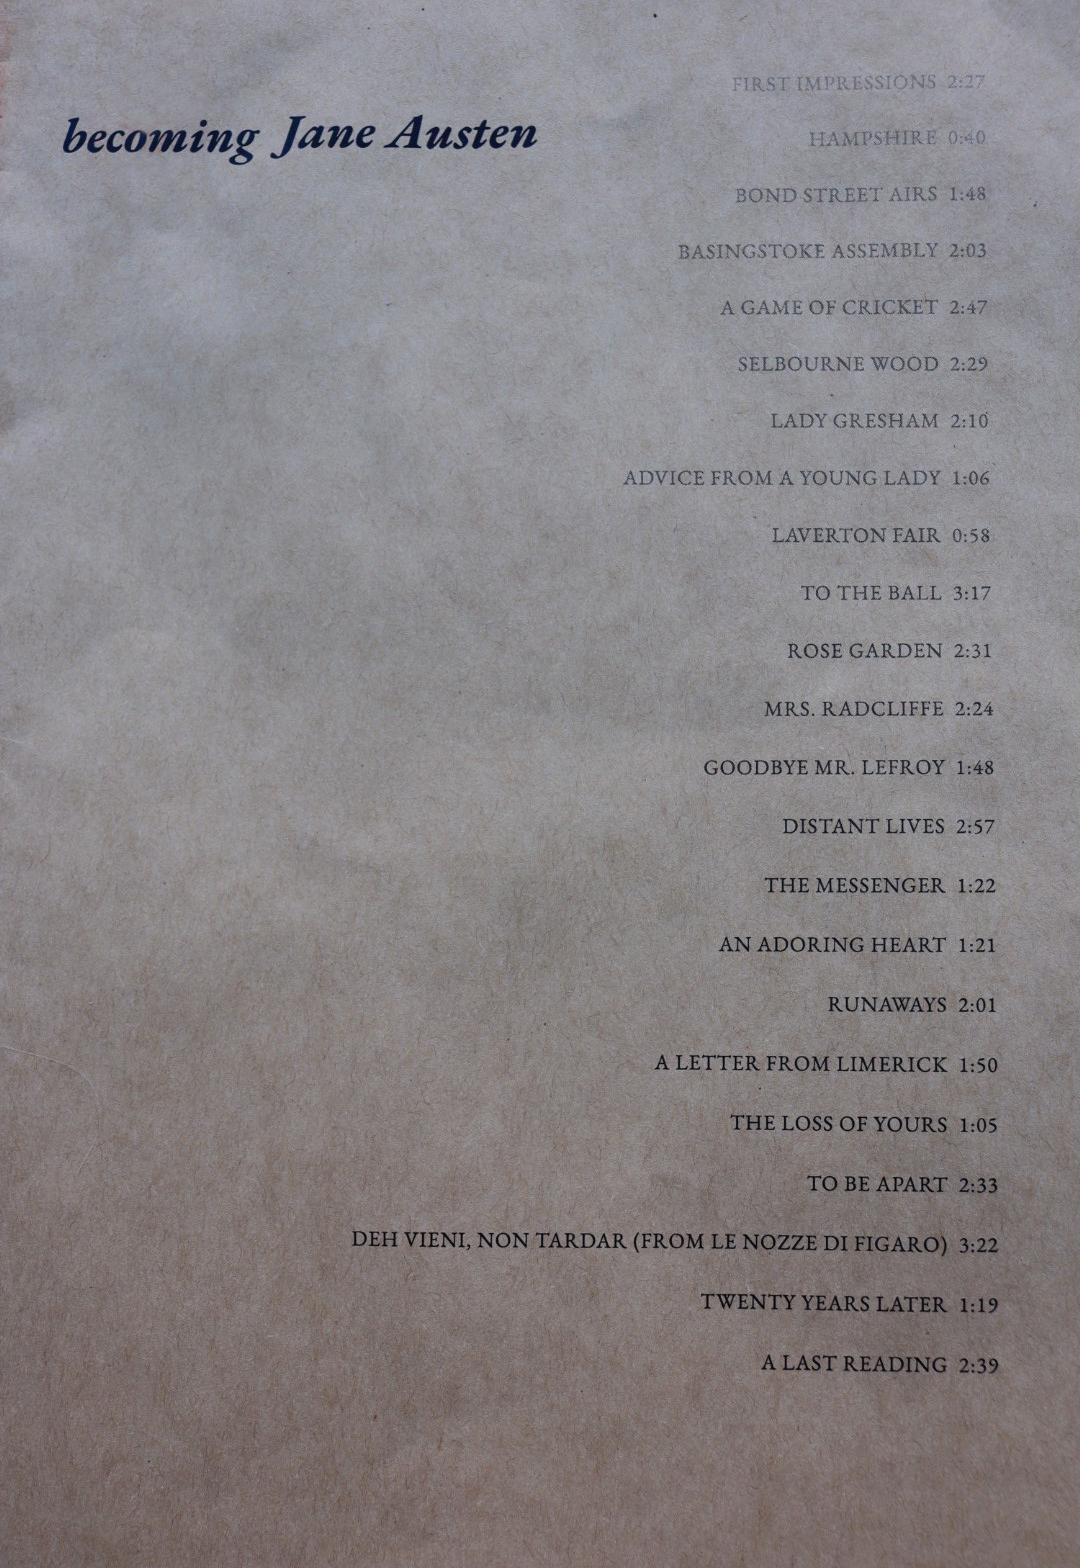 becoming Jane Austen
FIRST IMPRESSIONS 2:27
HAMPSHIRE 0:40
BOND STREET AIRS 1:48
BASINGSTOKE ASSEMBLY 2:03
A GAME OF CRICKET 2:47
SELBOURNE WOOD 2:29
LADY GRESHAM 2:10
ADVICE FROM A YOUNG LADY 1:06
LAVERTON FAIR 0:58
TO THE BALL 3:17
ROSE GARDEN 2:31
MRS. RADCLIFFE 2:24
GOODBYE MR. LEFROY 1:48
DISTANT LIVES 2:57
THE MESSENGER 1:22
AN ADORING HEART 1:21
RUNAWAYS 2:01
A LETTER FROM LIMERICK 1:50
THE LOSS OF YOURS 1:05
TO BE APART 2:33
DEH VIENI, NON TARDAR (FROM LE NOZZE DI FIGARO) 3:22
TWENTY YEARS LATER 1:19
A LAST READING 2:39